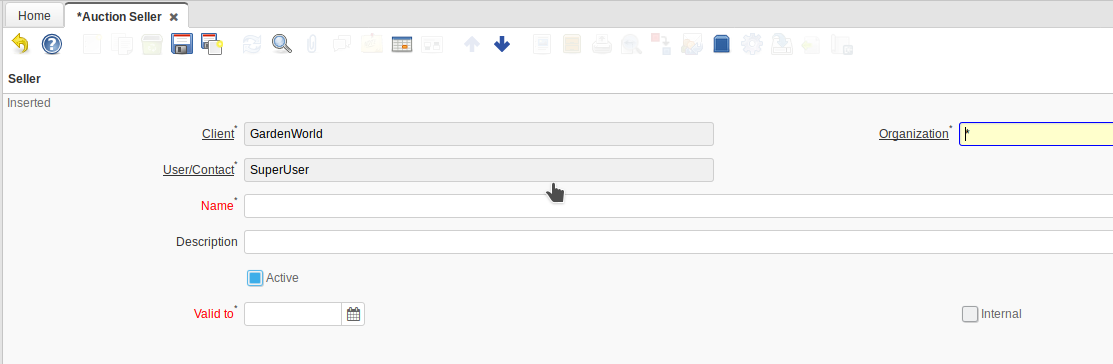 Home
*Auction Seller
Seller
Inserted
Client* GardenWorld Organization* *
User/Contact* SuperUser
Name*
Description
Active
Valid to* Internal